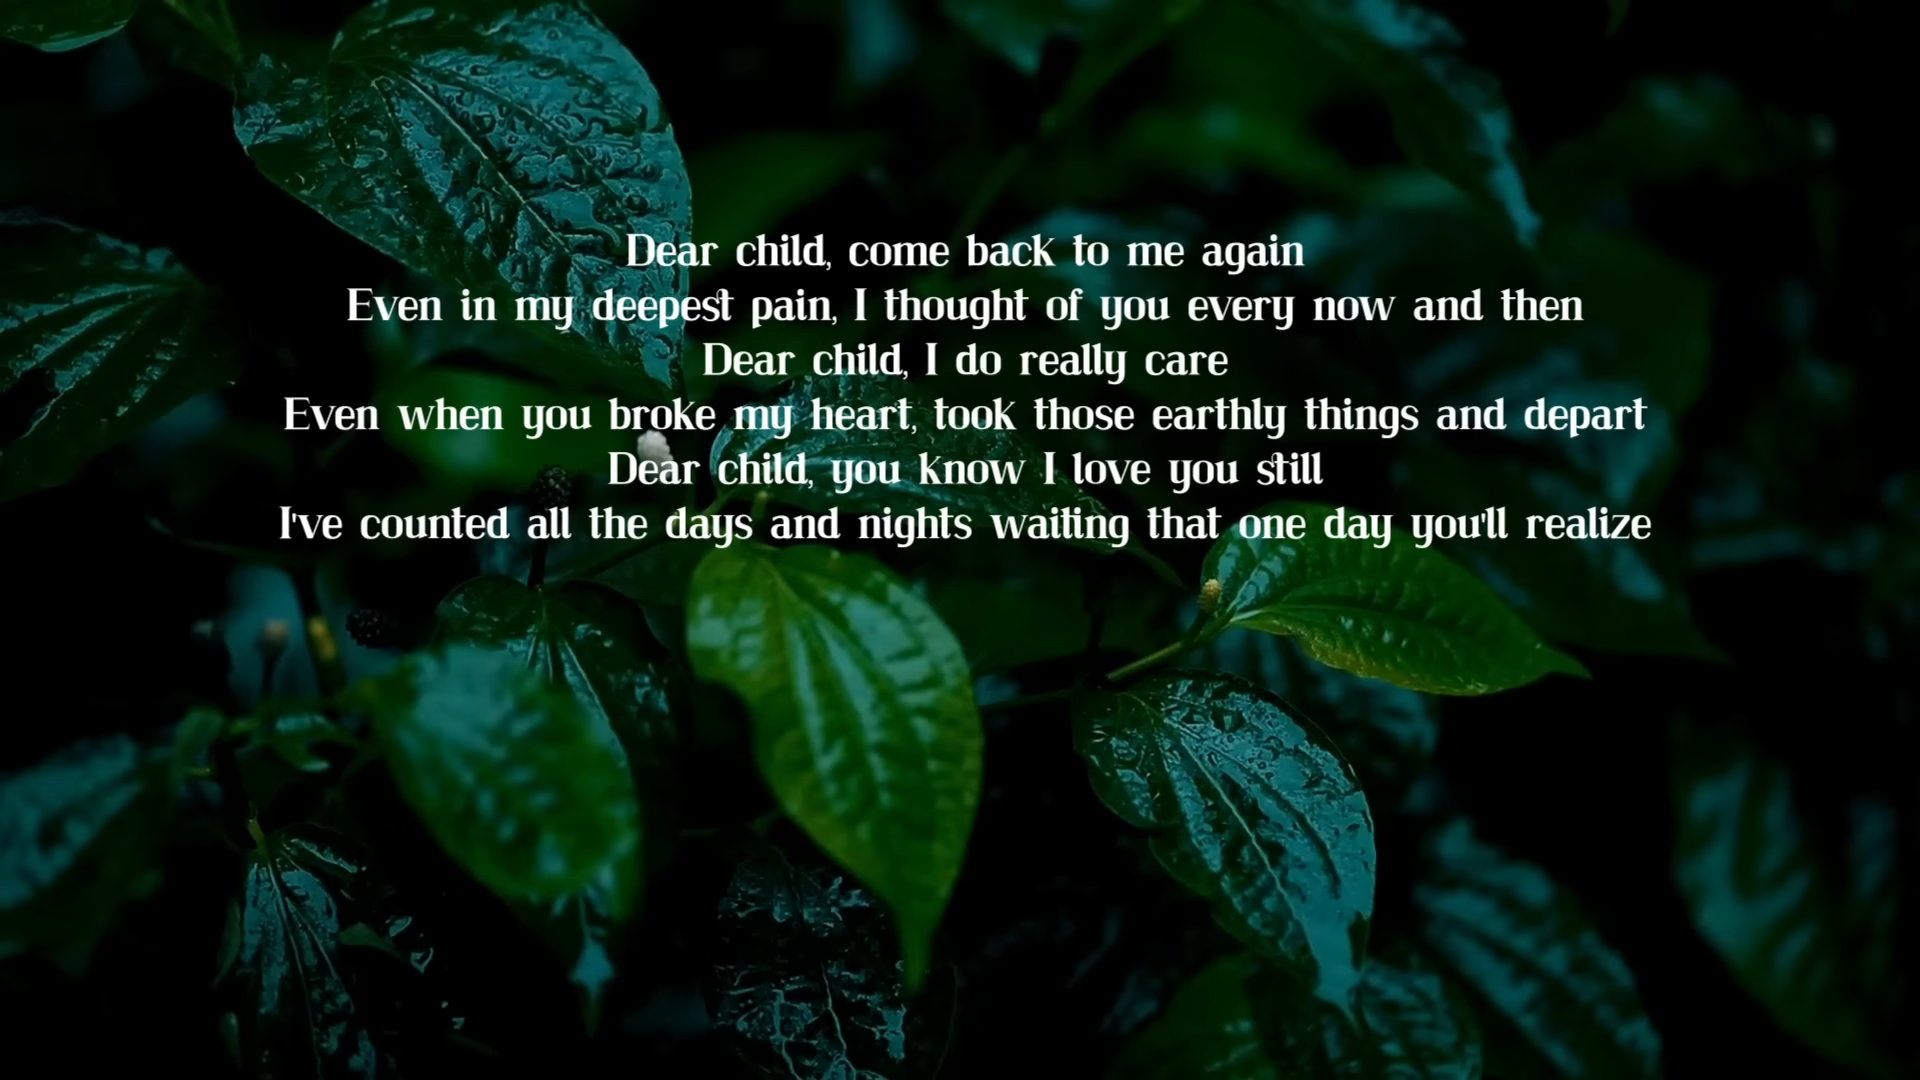 Dear child, come back to me again
Even in my deepest pain, I thought of you every now and then
Dear child, I do really care
Even when you broke my heart, took those earthly things and depart
Dear child, you know I love you still
I've counted all the days and nights waiting that one day you'll realize